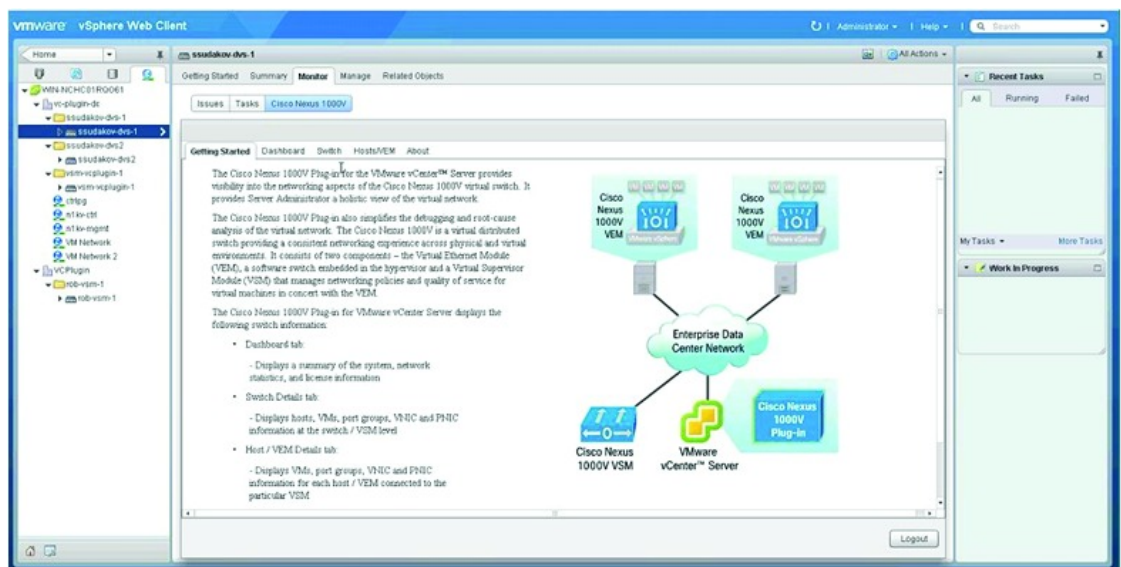 vmware vSphere Web Client
Administrator
Help
Search
Home
ssudakov-dvs-1
All Actions
Getting Started Summary Monitor Manage Related Objects
Issues Tasks Cisco Nexus 1000V
Getting Started Dashboard Switch Hosts/VEM About
WIN-NCHC01RO061
vc-plugin-dc
ssudakov-dvs-1
ssudakov-dvs-1
ssudakov-dvs2
ssudakov-dvs2
vsm-vcplugin-1
vsm-vcplugin-1
ctrlpg
n1kv-ctrl
n1kv-mgmt
VM Network
VM Network 2
VCPlugin
rob-vsm-1
rob-vsm-1
The Cisco Nexus 1000V Plug-in for the VMware vCenter™ Server provides
visibility into the networking aspects of the Cisco Nexus 1000V virtual switch. It
provides Server Administrator a holistic view of the virtual network.
The Cisco Nexus 1000V Plug-in also simplifies the debugging and root-cause
analysis of the virtual network. The Cisco Nexus 1000V is a virtual distributed
switch providing a consistent networking experience across physical and virtual
environments. It consists of two components – the Virtual Ethernet Module
(VEM), a software switch embedded in the hypervisor and a Virtual Supervisor
Module (VSM) that manages networking policies and quality of service for
virtual machines in concert with the VEM.
The Cisco Nexus 1000V Plug-in for VMware vCenter Server displays the
following switch information:
• Dashboard tab:
- Displays a summary of the system, network
statistics, and license information
• Switch Details tab:
- Displays hosts, VMs, port groups, VNIC and PNIC
information at the switch / VSM level
• Host / VEM Details tab:
- Displays VMs, port groups, VNIC and PNIC
information for each host / VEM connected to the
particular VSM
VM VM VM VM
Cisco
Nexus
1000V
VEM
VMware vSphere
VM VM VM VM
Cisco
Nexus
1000V
VEM
VMware vSphere
Enterprise Data
Center Network
Cisco Nexus
1000V VSM
VMware
vCenter™ Server
Cisco Nexus
1000V
Plug-in
Logout
Recent Tasks
All Running Failed
My Tasks
More Tasks
Work In Progress